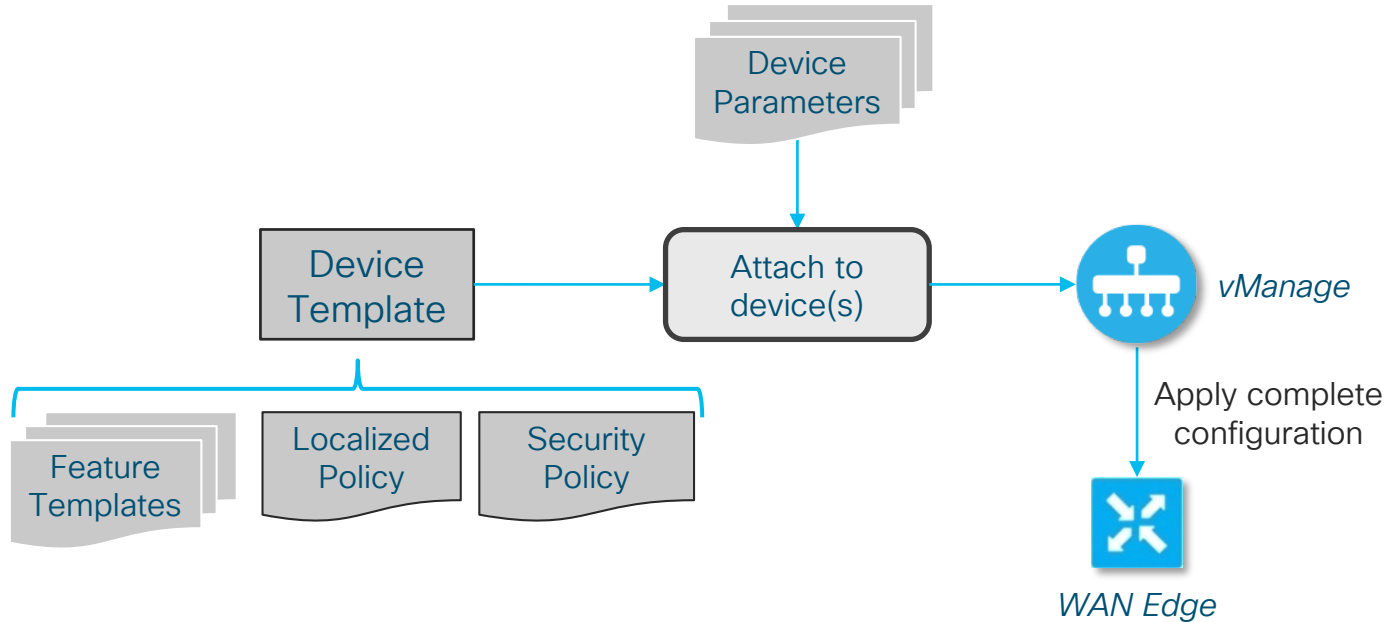 Device
Parameters
Device
Template
Attach to
device(s)
vManage
Apply complete
configuration
Feature
Templates
Localized
Policy
Security
Policy
WAN Edge